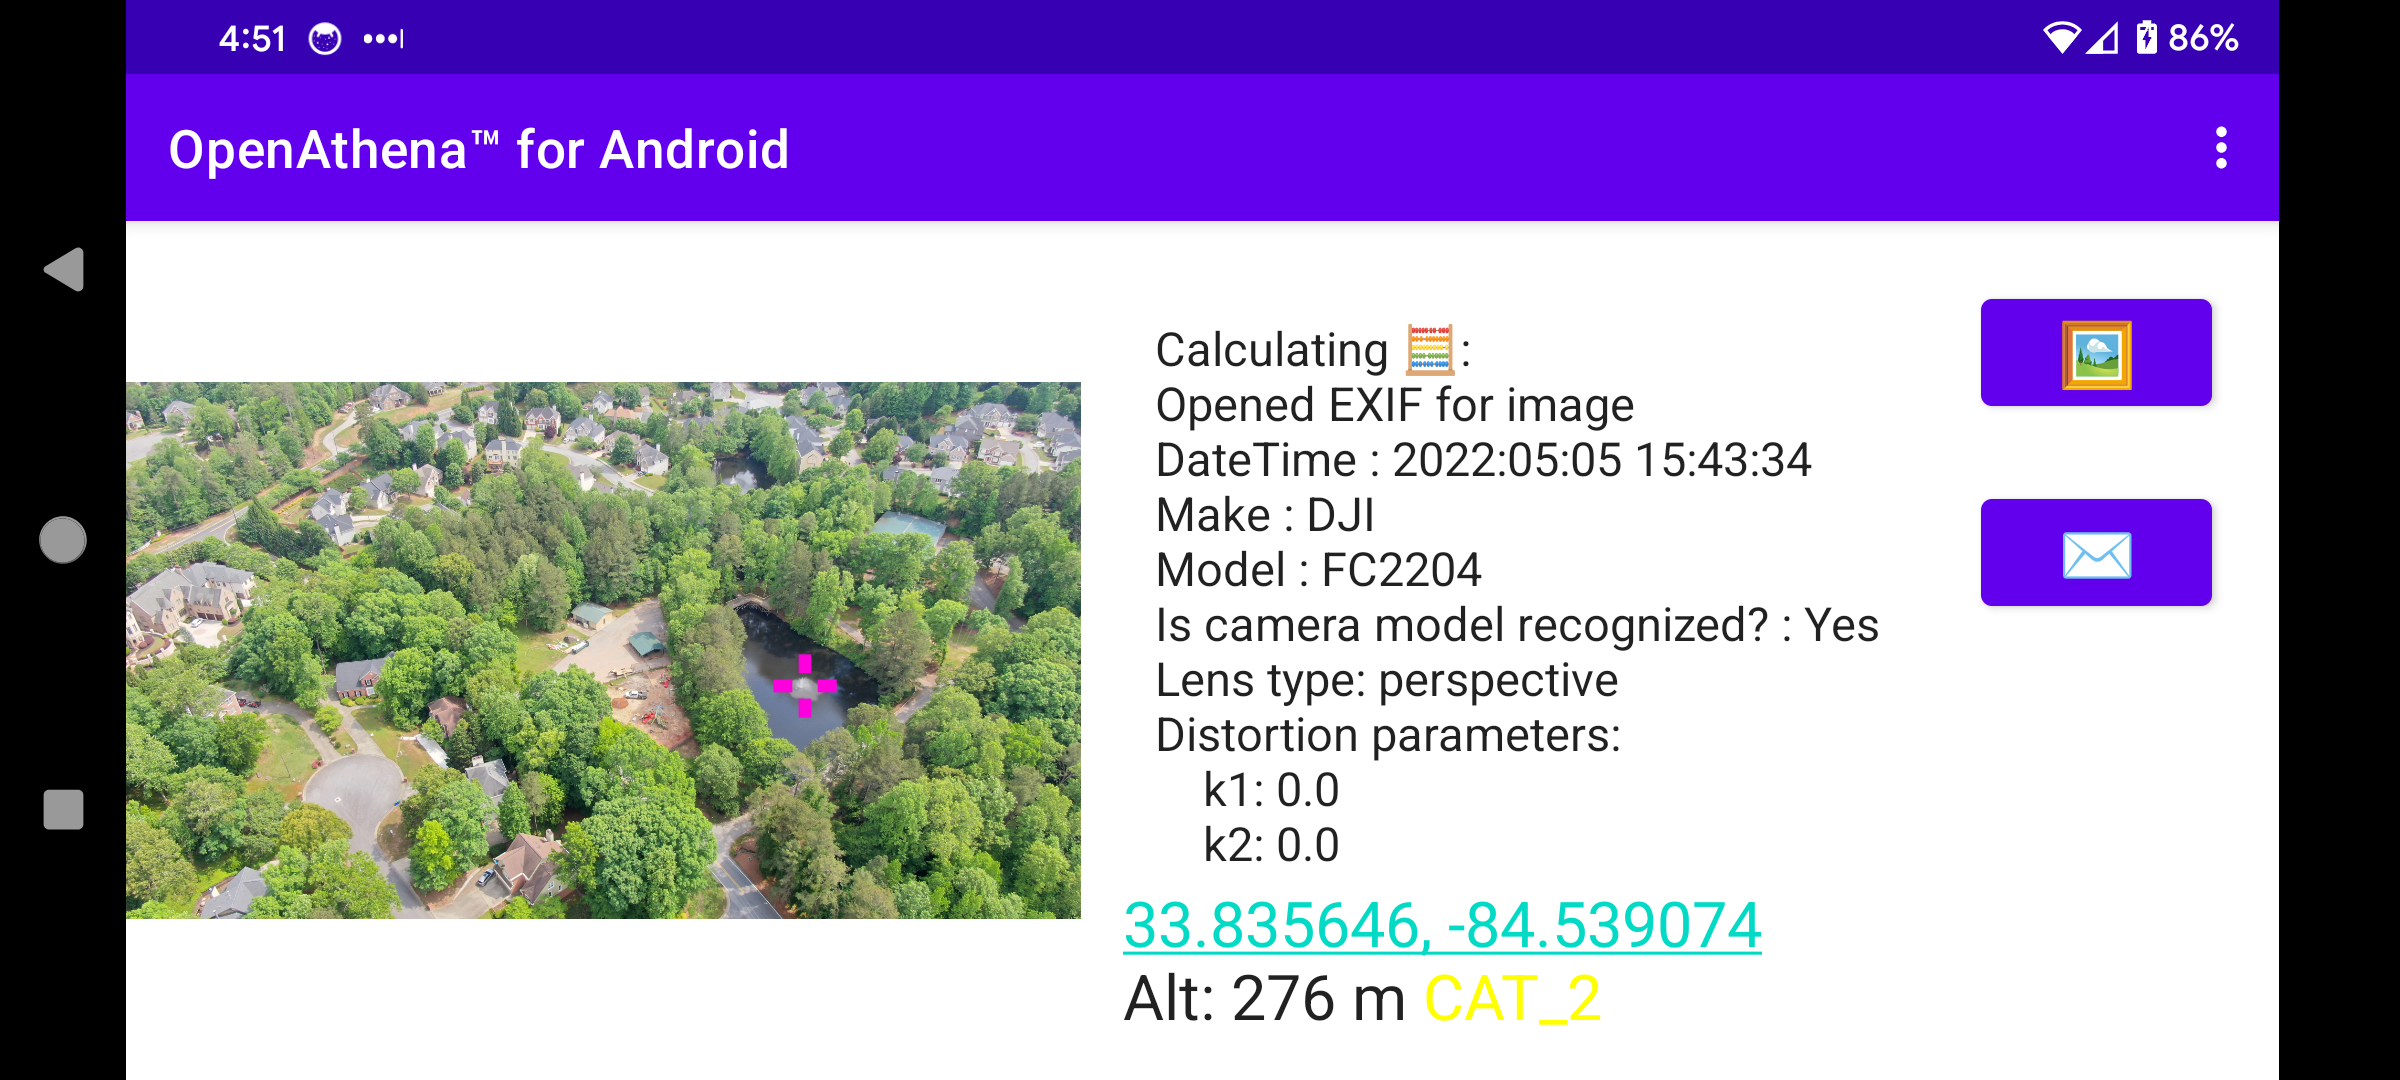 4:51
86%
OpenAthena™ for Android
Calculating 🧮:
Opened EXIF for image
DateTime : 2022:05:05 15:43:34
Make : DJI
Model : FC2204
Is camera model recognized? : Yes
Lens type: perspective
Distortion parameters:
k1: 0.0
k2: 0.0
33.835646, -84.539074
Alt: 276 m CAT_2